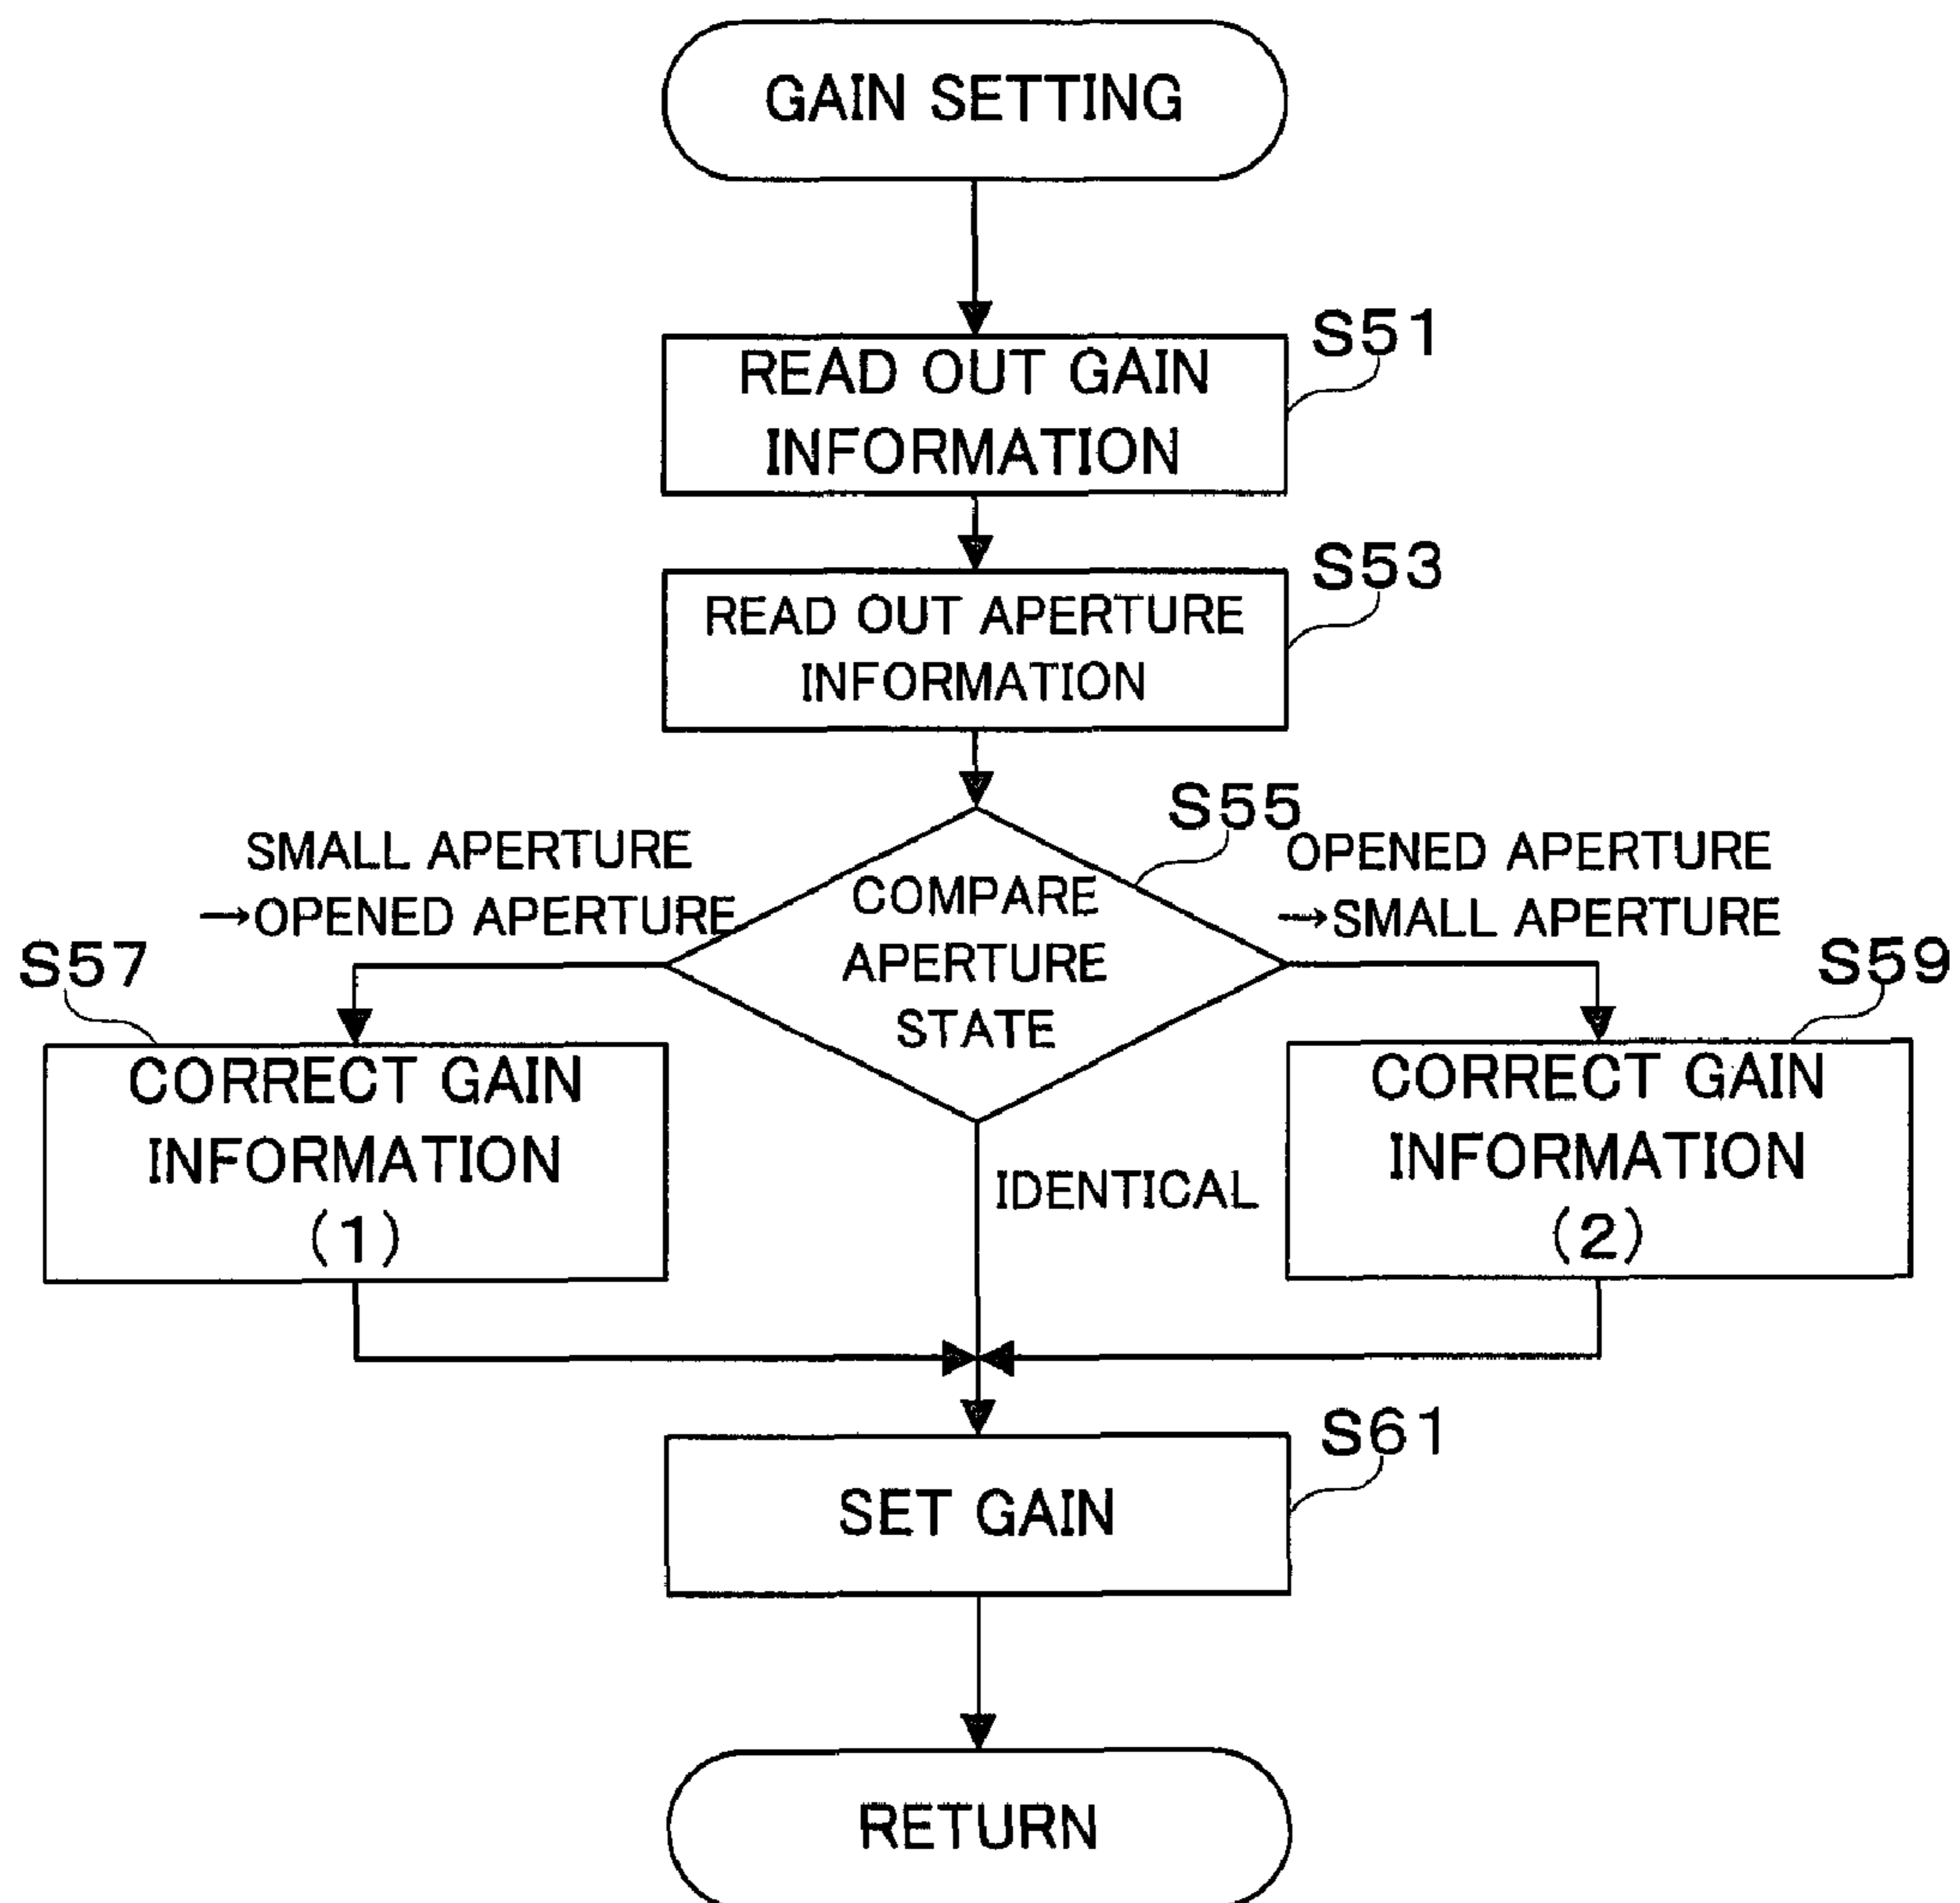 GAIN SETTING
S51
READ OUT GAIN
INFORMATION
S53
READ OUT APERTURE
INFORMATION
S55
COMPARE
APERTURE
STATE
SMALL APERTURE
→OPENED APERTURE
OPENED APERTURE
→SMALL APERTURE
S57
CORRECT GAIN
INFORMATION
(1)
IDENTICAL
S59
CORRECT GAIN
INFORMATION
(2)
S61
SET GAIN
RETURN